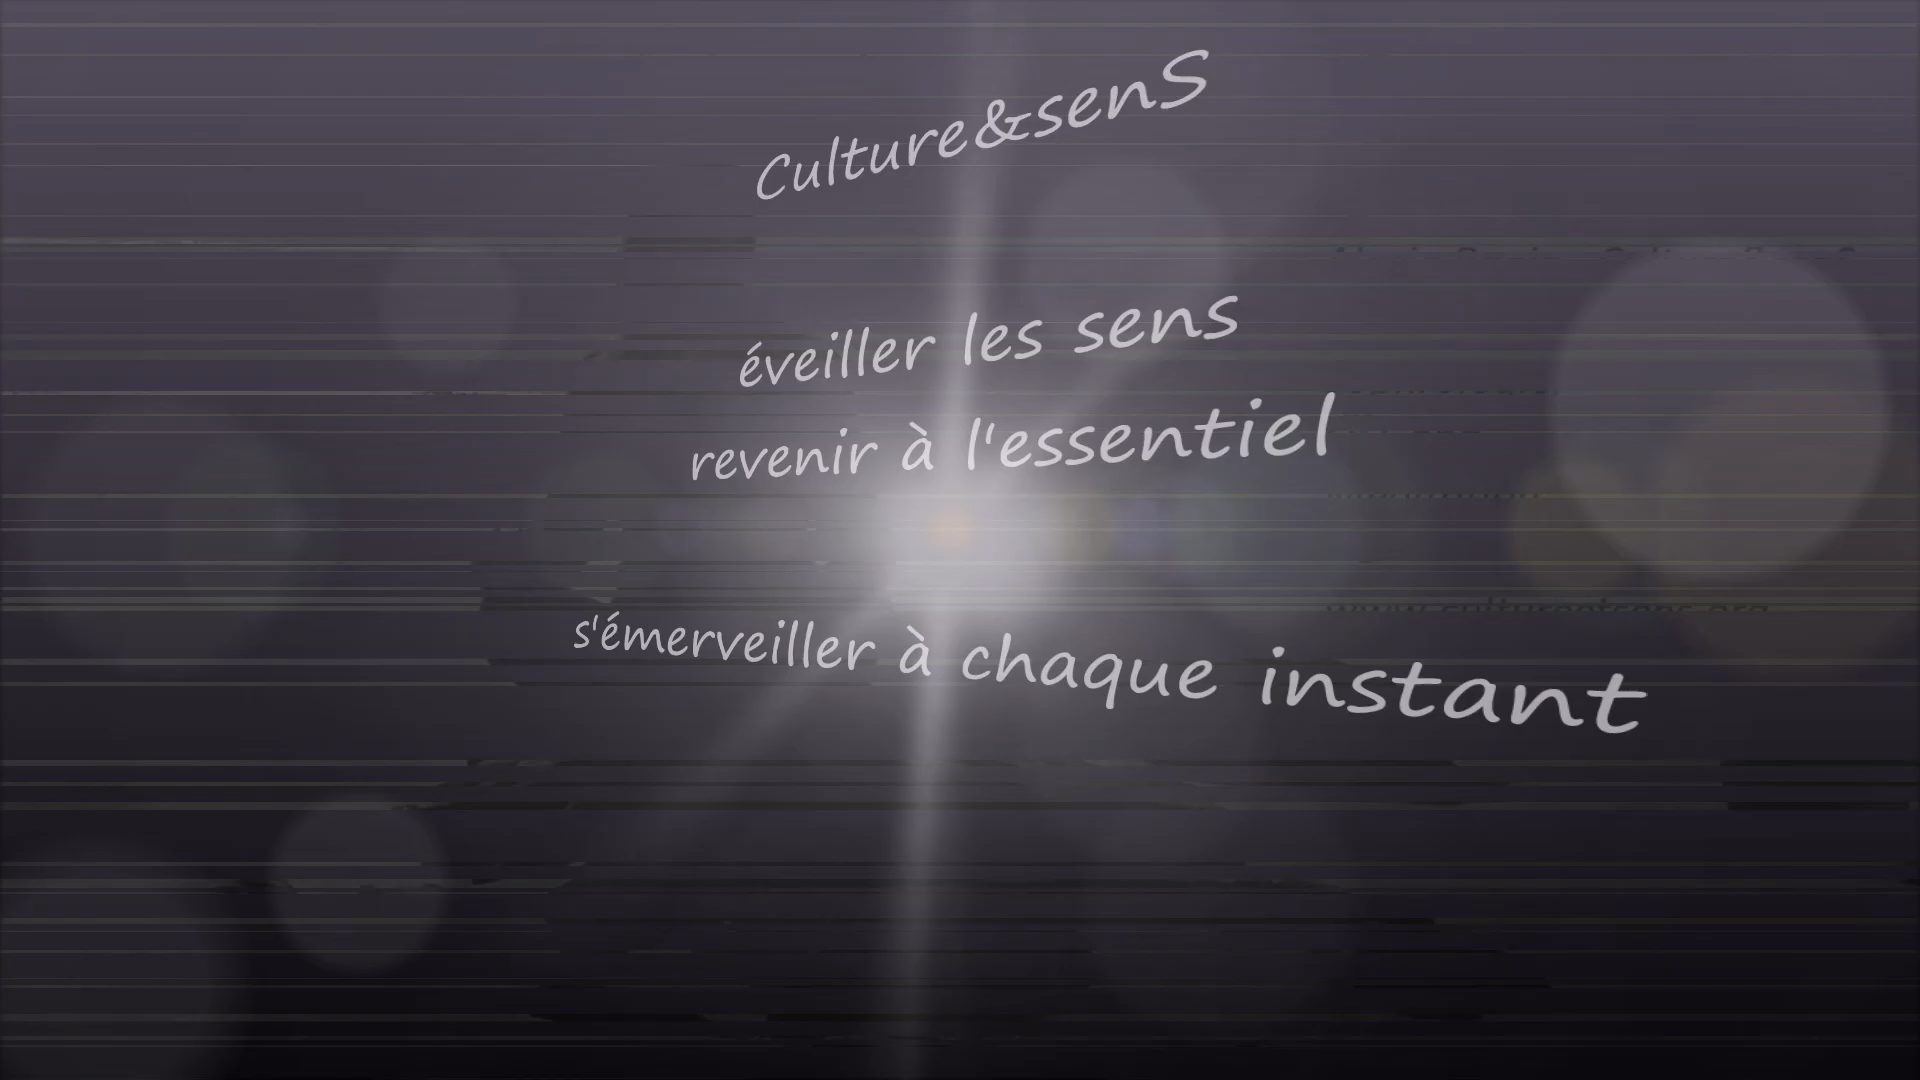 Culture&senS
éveiller les sens
revenir à l'essentiel
s'émerveiller à chaque instant